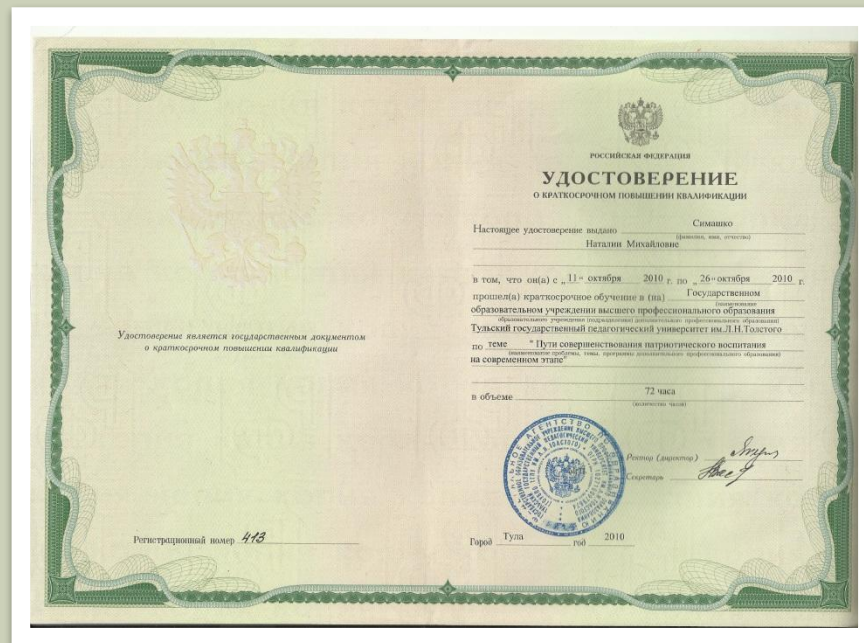 Удостоверение является государственным документом
о краткосрочном повышении квалификации
Регистрационный номер 413
РОССИЙСКАЯ ФЕДЕРАЦИЯ
УДОСТОВЕРЕНИЕ
О КРАТКОСРОЧНОМ ПОВЫШЕНИИ КВАЛИФИКАЦИИ
Настоящее удостоверение выдано Симашко
(фамилия, имя, отчество)
Наталии Михайловне
в том, что он(а) с „ 11 " октября 2010 г. по „ 26 " октября 2010 г.
прошел(а) краткосрочное обучение в (на) Государственном
(наименование
образовательном учреждении высшего профессионального образования
образовательного учреждения (подразделения) дополнительного профессионального образования)
Тульский государственный педагогический университет им.Л.Н.Толстого
по теме " Пути совершенствования патриотического воспитания
(наименование проблемы, темы, программы дополнительного профессионального образования)
на современном этапе"
в объеме 72 часа
(количество часов)
Ректор (директор)
Секретарь
Город Тула год 2010